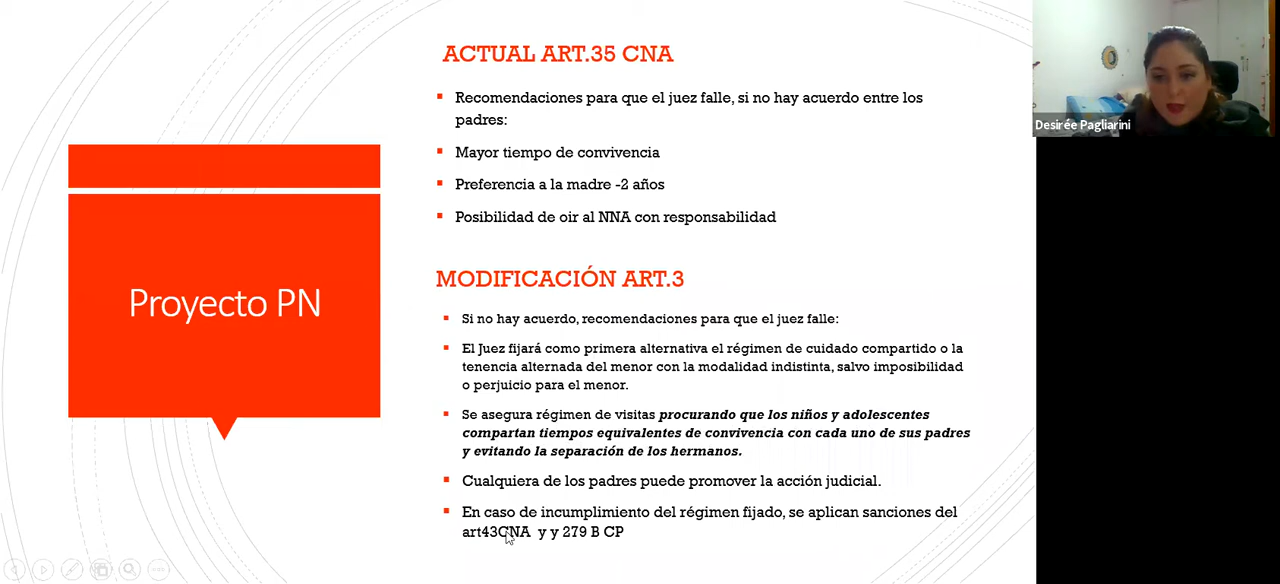 ACTUAL ART.35 CNA
Recomendaciones para que el juez falle, si no hay acuerdo entre los
padres:
Mayor tiempo de convivencia
Preferencia a la madre -2 años
Posibilidad de oir al NNA con responsabilidad
Proyecto PN
MODIFICACIÓN ART.3
Si no hay acuerdo, recomendaciones para que el juez falle:
El Juez fijará como primera alternativa el régimen de cuidado compartido o la
tenencia alternada del menor con la modalidad indistinta, salvo imposibilidad
o perjuicio para el menor.
Se asegura régimen de visitas procurando que los niños y adolescentes
compartan tiempos equivalentes de convivencia con cada uno de sus padres
y evitando la separación de los hermanos.
Cualquiera de los padres puede promover la acción judicial.
En caso de incumplimiento del régimen fijado, se aplican sanciones del
art43CNA y y 279 B CP
Desirée Pagliarini